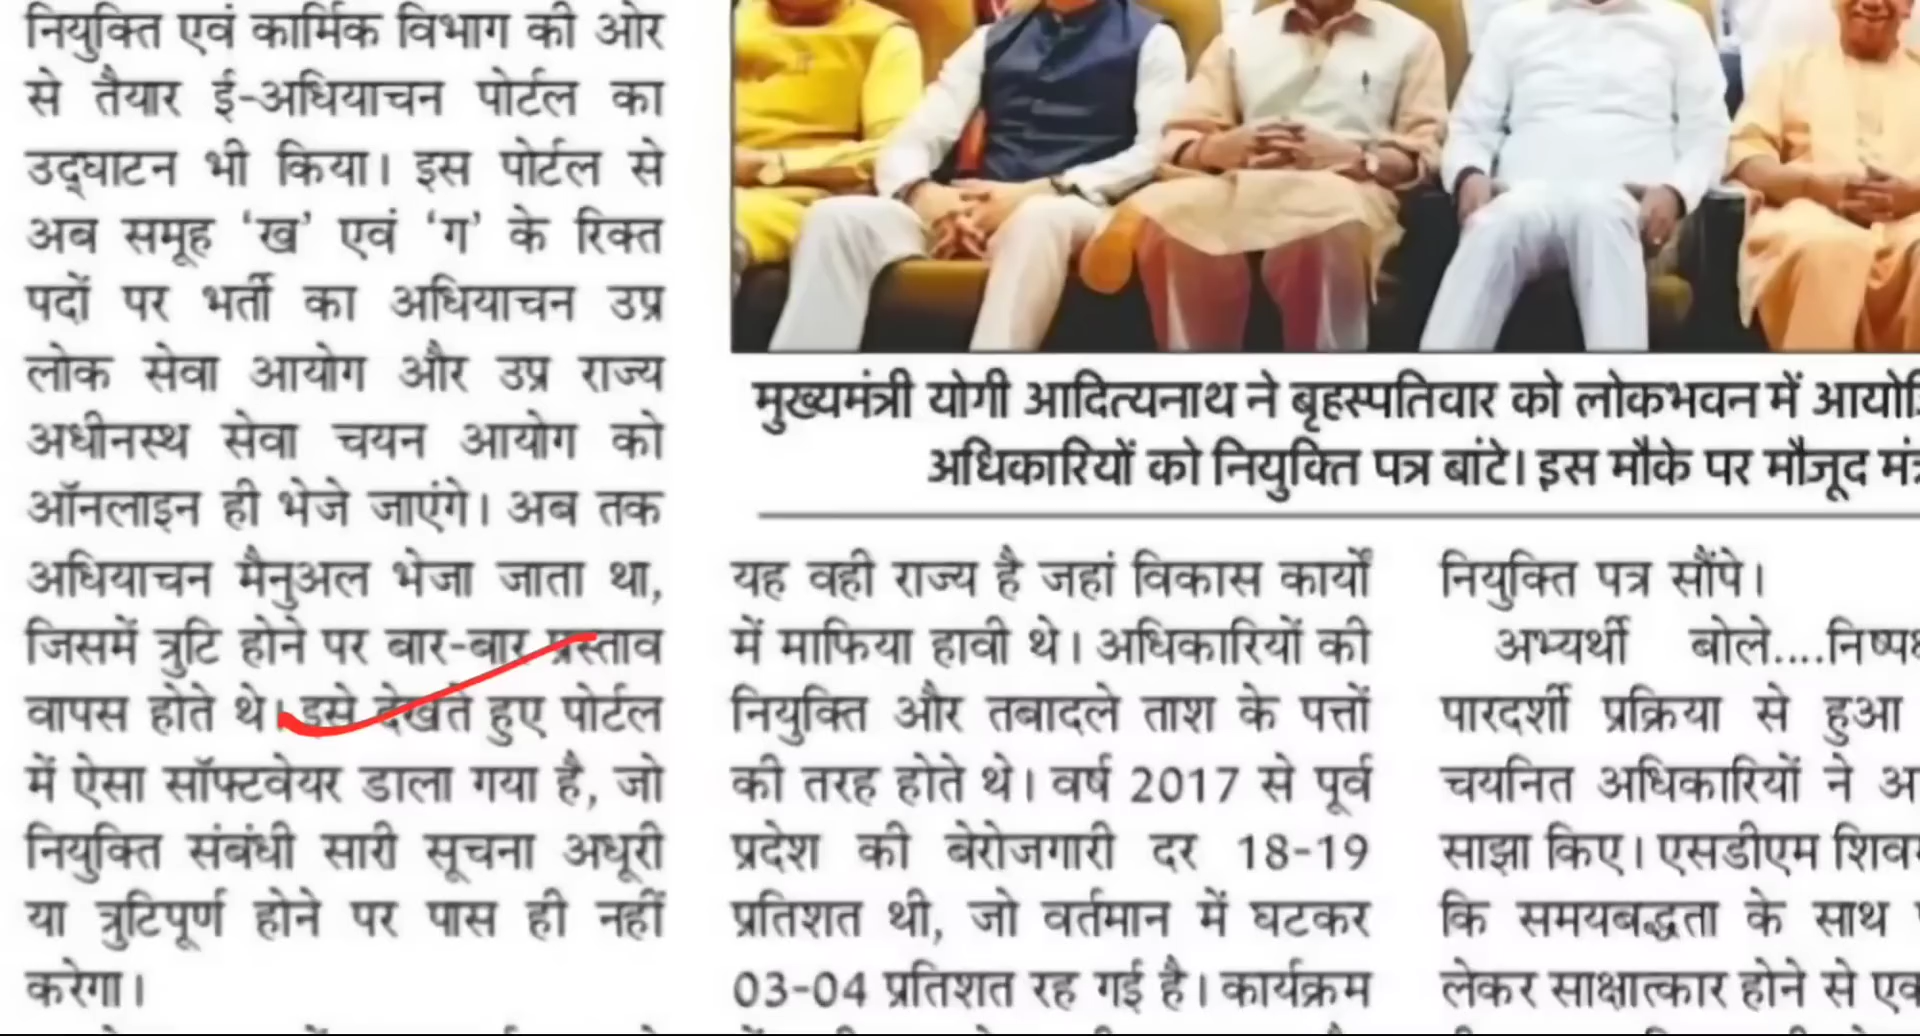 नियुक्ति एवं कार्मिक विभाग की ओर
से तैयार ई-अधियाचन पोर्टल का
उद्घाटन भी किया। इस पोर्टल से
अब समूह ‘ख’ एवं ‘ग’ के रिक्त
पदों पर भर्ती का अधियाचन उप्र
लोक सेवा आयोग और उप्र राज्य
अधीनस्थ सेवा चयन आयोग को
ऑनलाइन ही भेजे जाएंगे। अब तक
अधियाचन मैनुअल भेजा जाता था,
जिसमें त्रुटि होने पर बार-बार प्रस्ताव
वापस होते थे। इसे देखते हुए पोर्टल
में ऐसा सॉफ्टवेयर डाला गया है, जो
नियुक्ति संबंधी सारी सूचना अधूरी
या त्रुटिपूर्ण होने पर पास ही नहीं
करेगा।
मुख्यमंत्री योगी आदित्यनाथ ने बृहस्पतिवार को लोकभवन में
अधिकारियों को नियुक्ति पत्र बांटे। इस मौके पर मौजूद
यह वही राज्य है जहां विकास कार्यों
में माफिया हावी थे। अधिकारियों की
नियुक्ति और तबादले ताश के पत्तों
की तरह होते थे। वर्ष 2017 से पूर्व
प्रदेश की बेरोजगारी दर 18-19
प्रतिशत थी, जो वर्तमान में घटकर
03-04 प्रतिशत रह गई है। कार्यक्रम
नियुक्ति पत्र सौंपे।
अभ्यर्थी बोले....
पारदर्शी प्रक्रिया से हुआ
चयनित अधिकारियों ने
साझा किए। एसडीएम
कि समयबद्धता के साथ
लेकर साक्षात्कार होने से